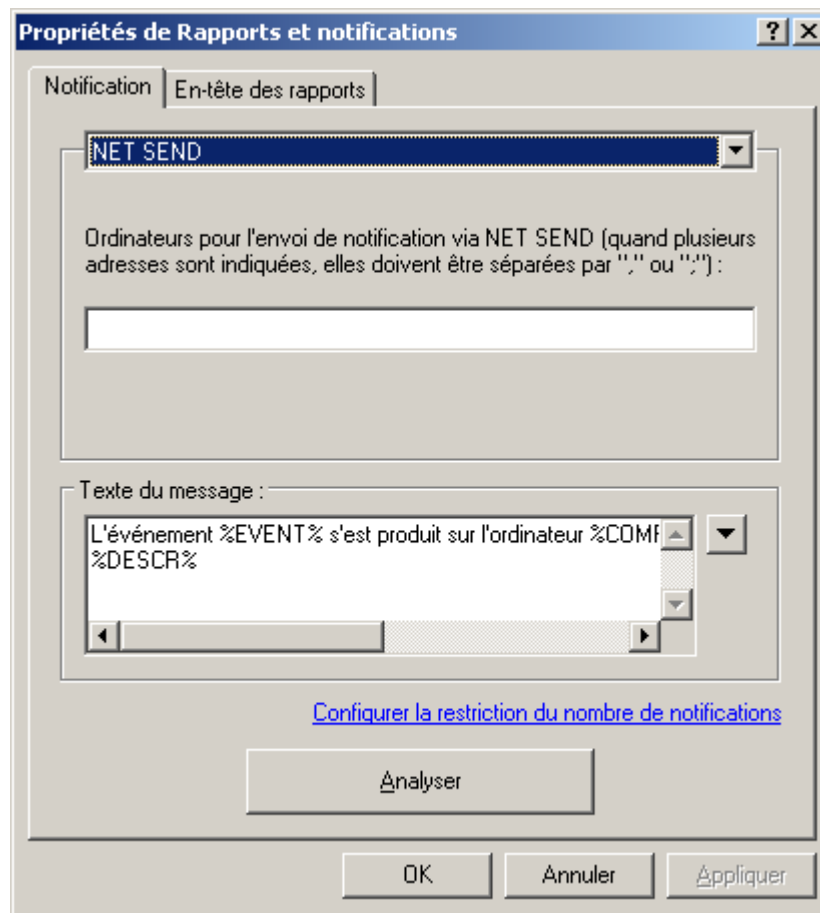 Propriétés de Rapports et notifications
Notification
En-tête des rapports
NET SEND
Ordinateurs pour l'envoi de notification via NET SEND (quand plusieurs
adresses sont indiquées, elles doivent être séparées par "," ou ";") :
Texte du message :
L'événement %EVENT% s'est produit sur l'ordinateur %COMP
%DESCR%
Configurer la restriction du nombre de notifications
Analyser
OK
Annuler
Appliquer